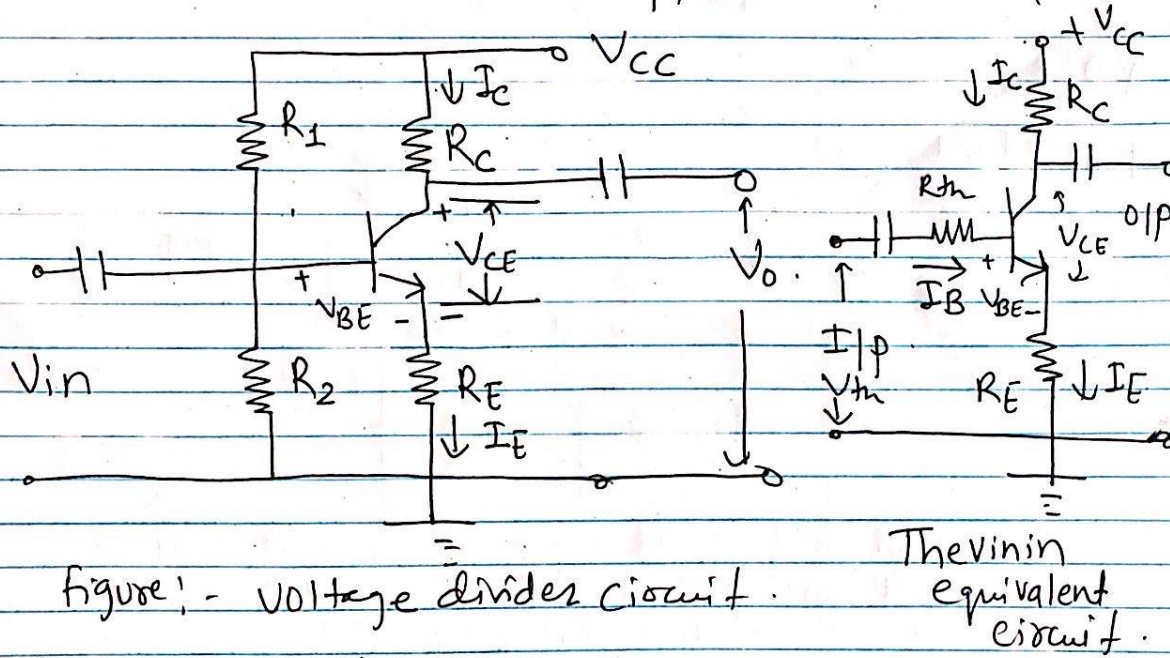 VCC
↓ IC
R1
RC
+
VCE
VBE
+
-
-
Vo.
Vin
R2
RE
↓ IE
figure:- Voltage divider circuit.
+ VCC
↓ IC
RC
Rth
O/P
VCE
IB
+
VBE-
I/p
Vth
RE
↓ IE
Thevinin
equivalent
circuit.